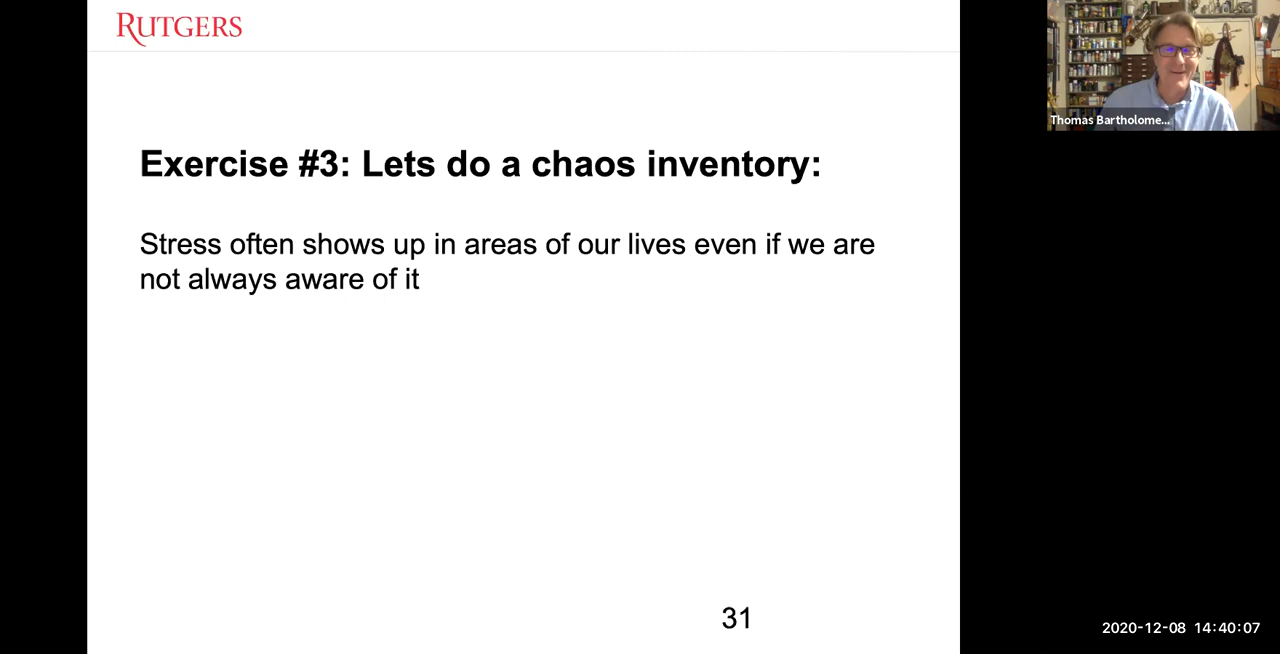 RUTGERS
Exercise #3: Lets do a chaos inventory:
Stress often shows up in areas of our lives even if we are
not always aware of it
31
Thomas Bartholome...
2020-12-08 14:40:07